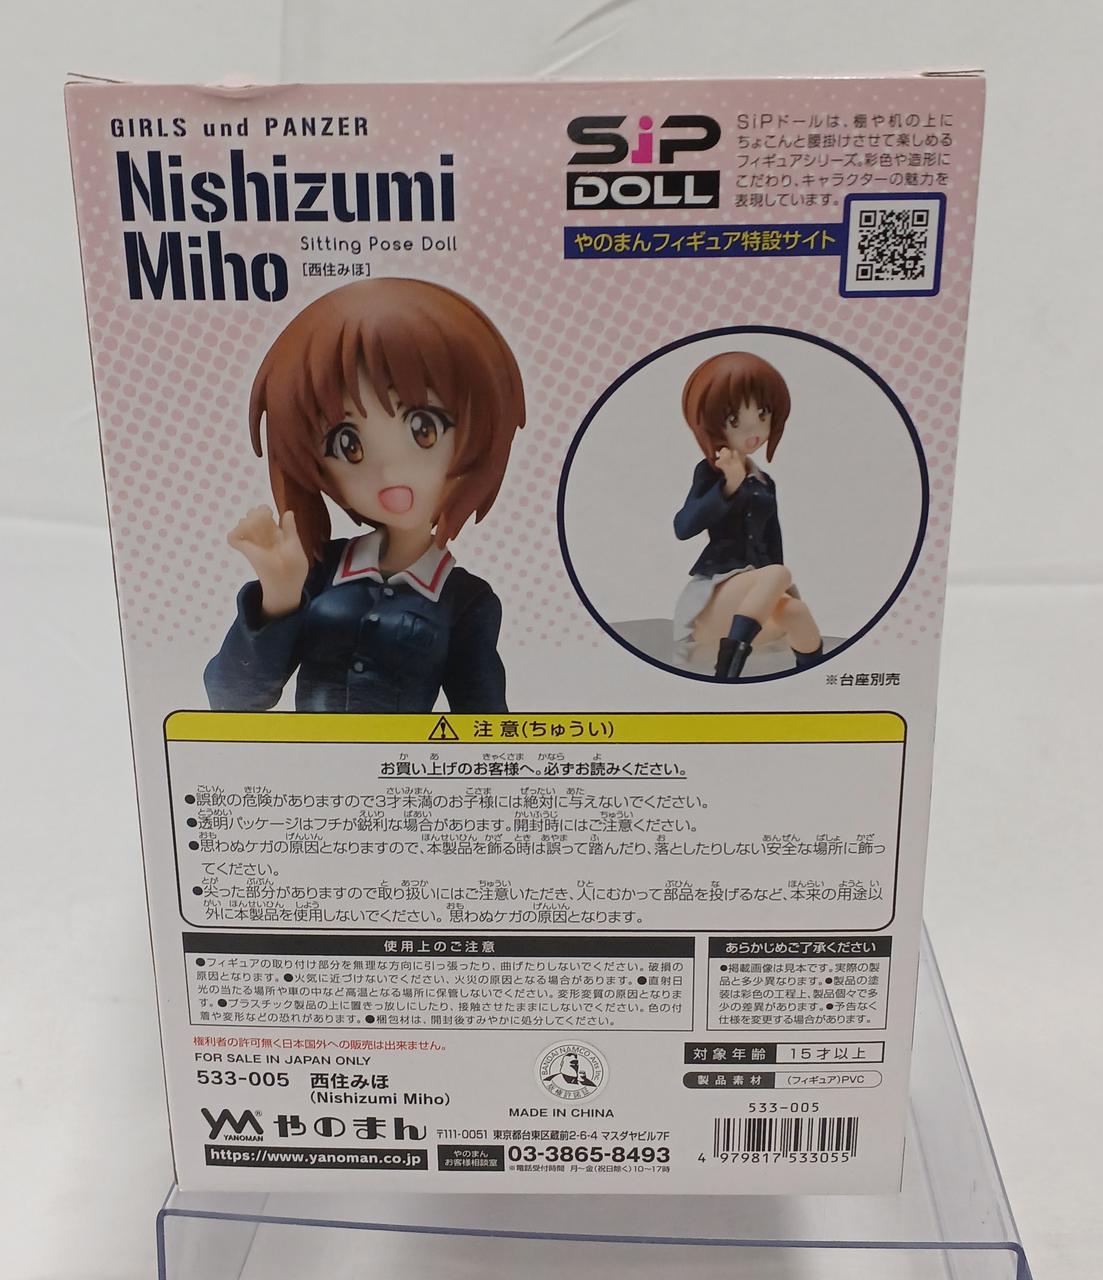 GIRLS und PANZER
Nishizumi
Miho
Sitting Pose Doll
[西住みほ]
SiP
DOLL
SiPドールは、棚や机の上に
ちょこんと腰掛けさせて楽しめる
フィギュアシリーズ。彩色や造形に
こだわり、キャラクターの魅力を
表現しています。
やのまんフィギュア特設サイト
※台座別売
注意(ちゅうい)
お買い上げのお客様へ。必ずお読みください。
●誤飲の危険がありますので3才未満のお子様には絶対に与えないでください。
●透明パッケージはフチが鋭利な場合があります。開封時にはご注意ください。
●思わぬケガの原因となりますので、本製品を飾る時は誤って踏んだり、落としたりしない安全な場所に飾っ
てください。
●尖った部分がありますので取り扱いにはご注意いただき、人にむかって部品を投げるなど、本来の用途以
外に本製品を使用しないでください。思わぬケガの原因となります。
使用上のご注意
●フィギュアの取り付け部分を無理な方向に引っ張ったり、曲げたりしないでください。破損の
原因となります。●火気に近づけないでください、火災の原因となる場合があります。●直射日
光の当たる場所や車の中など高温となる場所に保管しないでください。変形変質の原因となりま
す。●プラスチック製品の上に置きっ放しにしたり、接触させたままにしないでください。色の付
着や変形などの恐れがあります。●梱包材は、開封後すみやかに処分してください。
あらかじめご了承ください
●掲載画像は見本です。実際の製
品と多少異なります。●製品の塗
装は彩色の工程上、製品個々で多
少の差異があります。●予告なく
仕様を変更する場合があります。
権利者の許可無く日本国外への販売は出来ません。
FOR SALE IN JAPAN ONLY
533-005 西住みほ
(Nishizumi Miho)
BANDAI NAMCO Arts Inc.
版権許諾証
MADE IN CHINA
対象年齢 15才以上
製品素材 (フィギュア)PVC
YM®
YANOMAN
やのまん
〒111-0051 東京都台東区蔵前2-6-4 マスダヤビル7F
https://www.yanoman.co.jp
やのまん
お客様相談室
03-3865-8493
※電話受付時間 月～金(祝日除く)10～17時
533-005
4 979817 533055